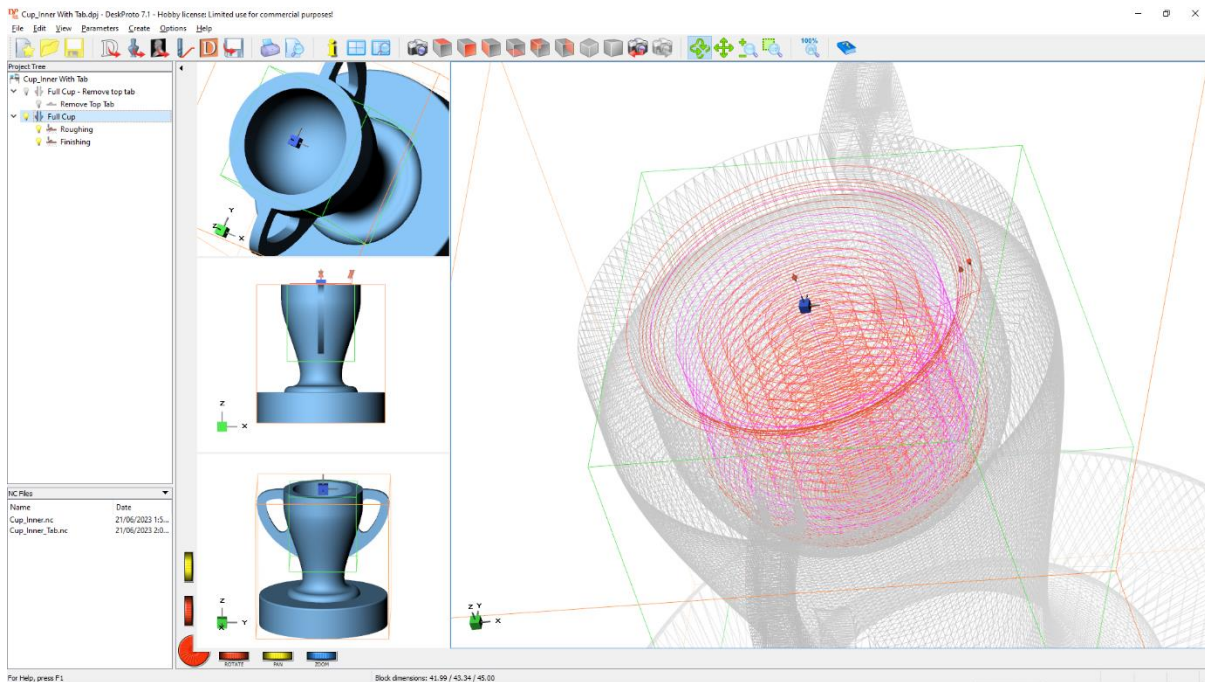 Cup_Inner With Tab.dpj - DeskProto 7.1 - Hobby license: Limited use for commercial purposes!
File Edit View Parameters Create Options Help
100%
Project Tree
Cup_Inner With Tab
Full Cup - Remove top tab
Remove Top Tab
Full Cup
Roughing
Finishing
Z Y X
Z X
Z X Y
Z Y X
NC Files
Name Date
Cup_Inner.nc 21/06/2023 1:5...
Cup_Inner_Tab.nc 21/06/2023 2:0...
ROTATE PAN ZOOM
For Help, press F1 Block dimensions: 41.99 / 43.34 / 45.00